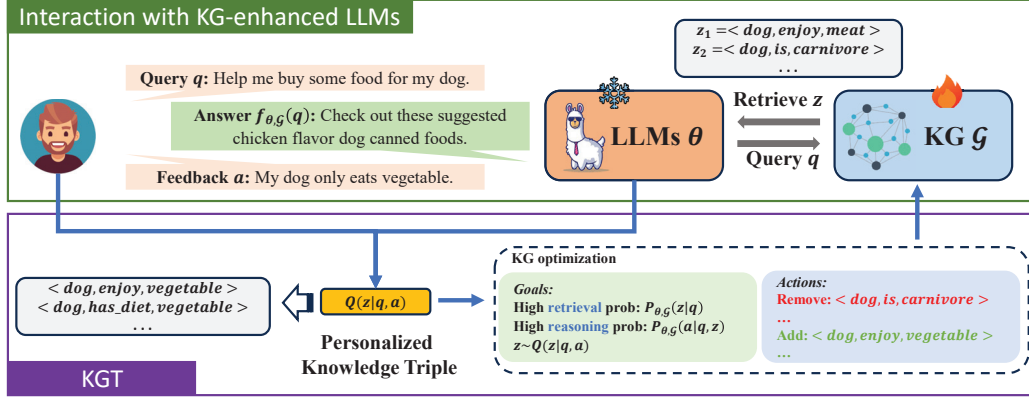 Interaction with KG-enhanced LLMs
Query q: Help me buy some food for my dog.
Answer f_{θ,𝒢}(q): Check out these suggested
chicken flavor dog canned foods.
Feedback a: My dog only eats vegetable.
LLMs θ
z₁ =< dog, enjoy, meat >
z₂ =< dog, is, carnivore >
...
Retrieve z
Query q
KG 𝒢
< dog, enjoy, vegetable >
< dog, has_diet, vegetable >
...
Q(z|q, a)
Personalized
Knowledge Triple
KG optimization
Goals:
High retrieval prob: P_{θ,𝒢}(z|q)
High reasoning prob: P_{θ,𝒢}(a|q, z)
z~Q(z|q, a)
Actions:
Remove: < dog, is, carnivore >
...
Add: < dog, enjoy, vegetable >
...
KGT